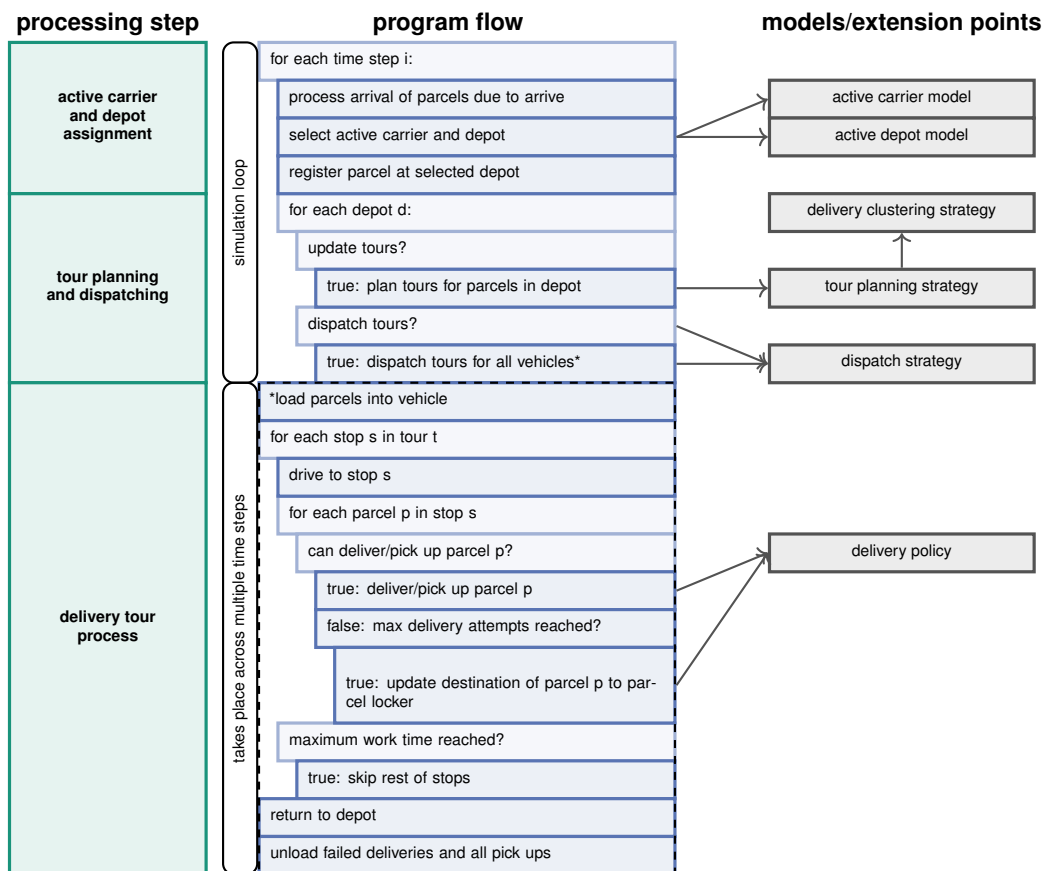 processing step
program flow
models/extension points
active carrier
and depot
assignment
tour planning
and dispatching
delivery tour
process
simulation loop
takes place across multiple time steps
for each time step i:
process arrival of parcels due to arrive
select active carrier and depot
register parcel at selected depot
for each depot d:
update tours?
true: plan tours for parcels in depot
dispatch tours?
true: dispatch tours for all vehicles*
*load parcels into vehicle
for each stop s in tour t
drive to stop s
for each parcel p in stop s
can deliver/pick up parcel p?
true: deliver/pick up parcel p
false: max delivery attempts reached?
true: update destination of parcel p to par-
cel locker
maximum work time reached?
true: skip rest of stops
return to depot
unload failed deliveries and all pick ups
active carrier model
active depot model
delivery clustering strategy
tour planning strategy
dispatch strategy
delivery policy